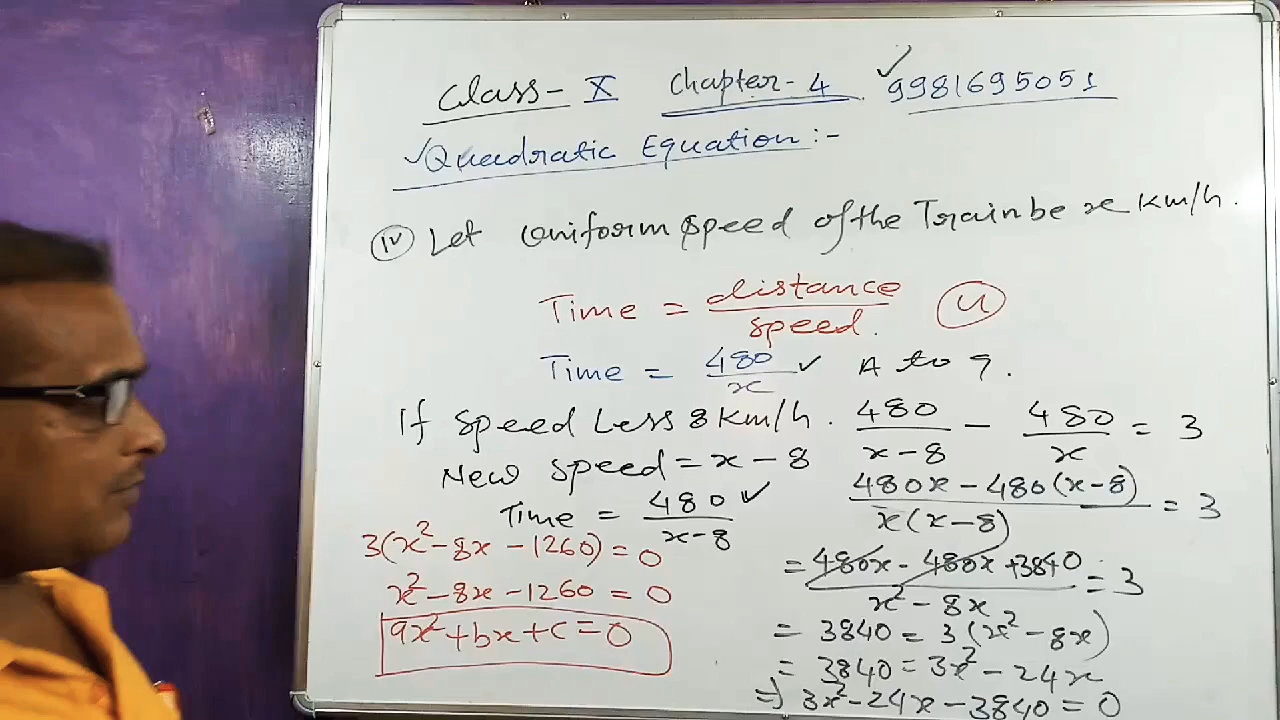 Class - X Chapter - 4 ✓9981695051
✓Quadratic Equation :-
(iv) Let Uniform speed of the Train be x Km/h.
Time = distance / speed. (u)
Time = 480/x ✓ A to 9.
If Speed Less 8 Km/h.
New speed = x - 8
Time = 480/(x-8) ✓
3(x² - 8x - 1260) = 0
x² - 8x - 1260 = 0
ax² + bx + c = 0
480/(x-8) - 480/x = 3
(480x - 480(x-8))/(x(x-8)) = 3
= (480x - 480x + 3840)/(x² - 8x) = 3
= 3840 = 3(x² - 8x)
= 3840 = 3x² - 24x
⇒ 3x² - 24x - 3840 = 0